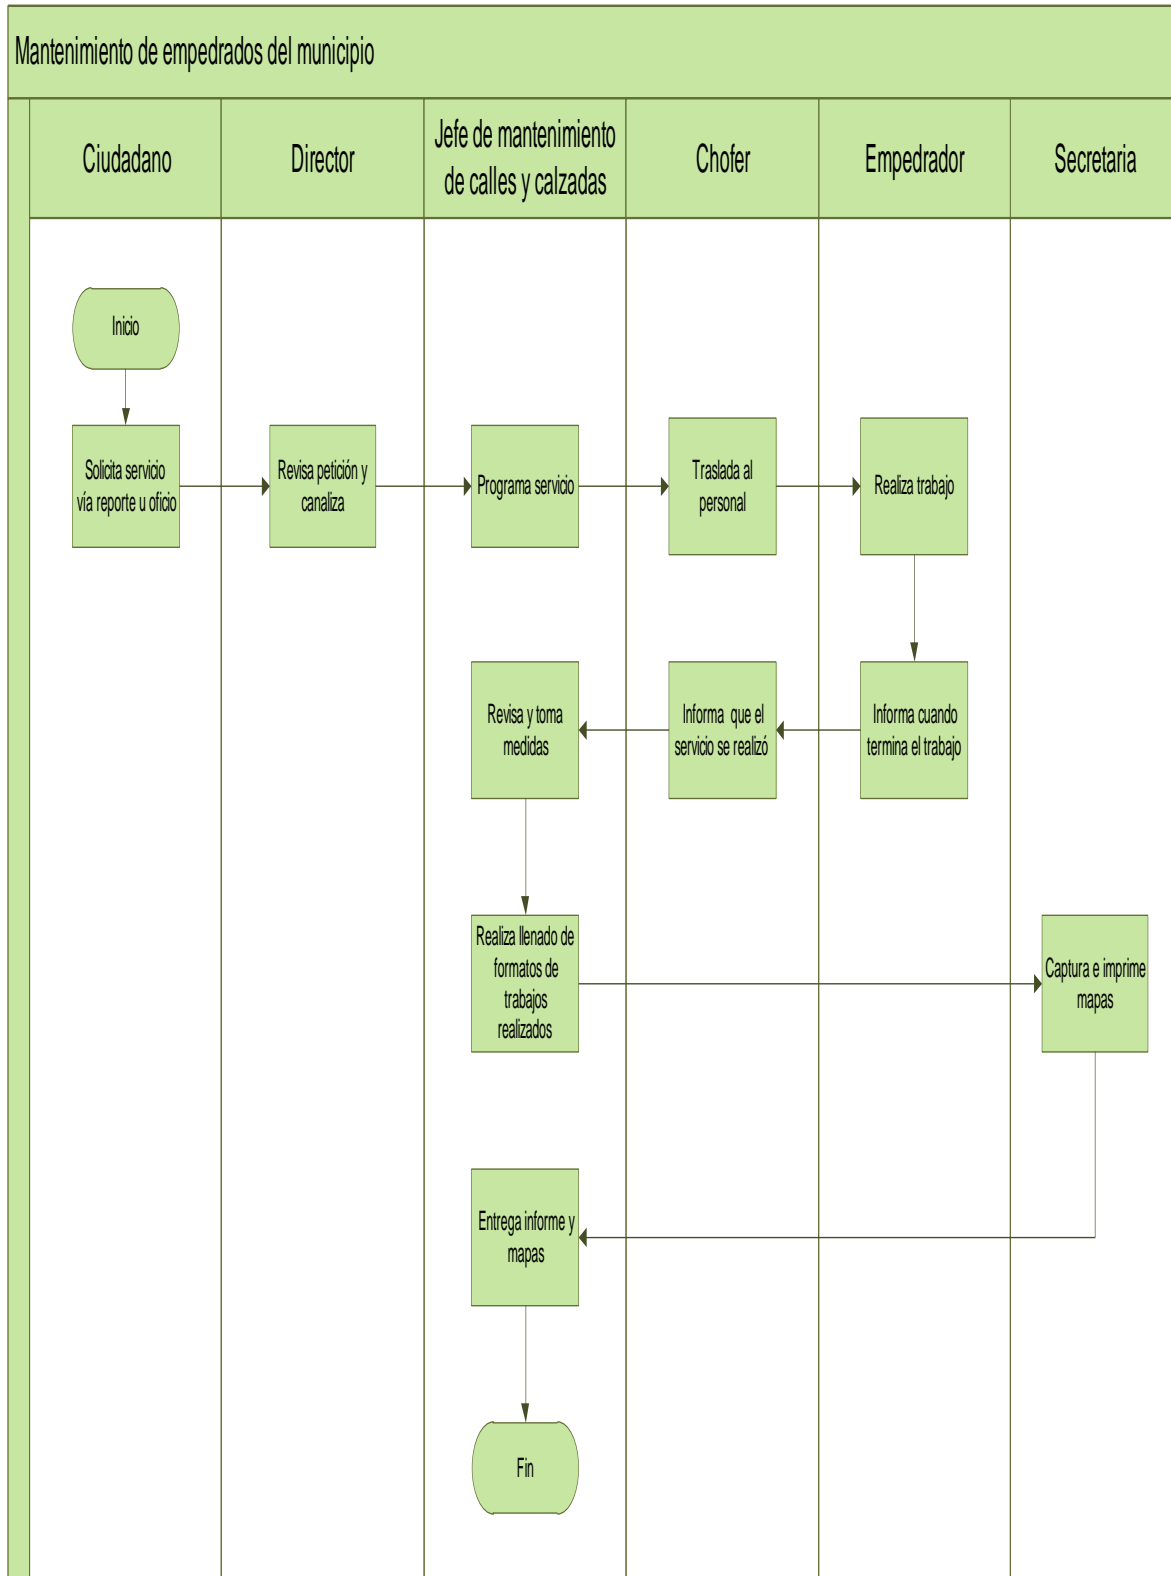 Mantenimiento de empedrados del municipio
Ciudadano
Director
Jefe de mantenimiento
de calles y calzadas
Chofer
Empedrador
Secretaria
Inicio
Solicita servicio
vía reporte u oficio
Revisa petición y
canaliza
Programa servicio
Traslada al
personal
Realiza trabajo
Revisa y toma
medidas
Informa que el
servicio se realizó
Informa cuando
termina el trabajo
Realiza llenado de
formatos de
trabajos
realizados
Captura e imprime
mapas
Entrega informe y
mapas
Fin